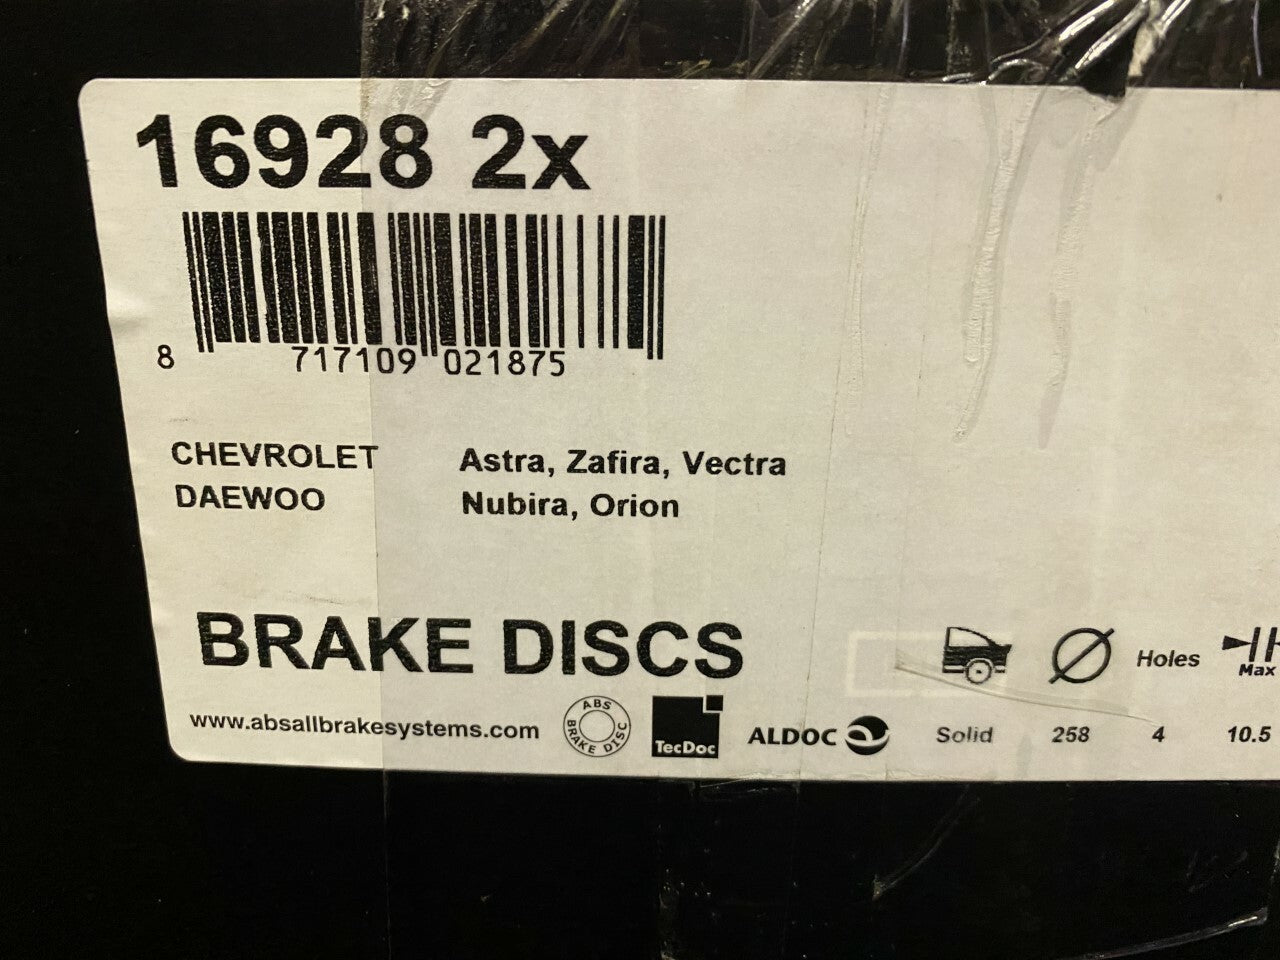 16928 2x
8 717109 021875
CHEVROLET Astra, Zafira, Vectra
DAEWOO Nubira, Orion
BRAKE DISCS
Holes
Max
www.absallbrakesystems.com
ABS BRAKE DISC
TecDoc
ALDOC
Solid 258 4 10.5